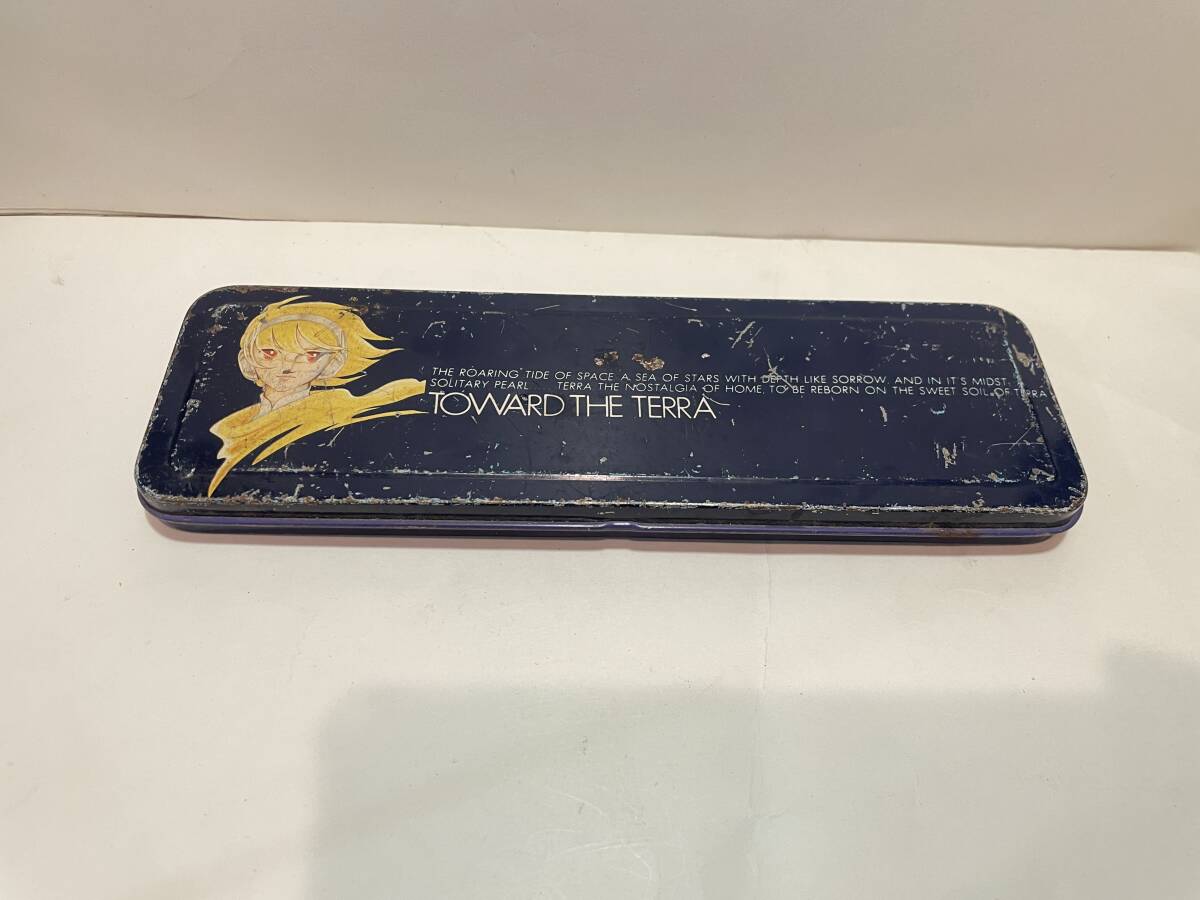 THE ROARING TIDE OF SPACE A SEA OF STARS WITH DEPTH LIKE SORROW, AND IN IT'S MIDST.
SOLITARY PEARL ... TERRA THE NOSTALGIA OF HOME, TO BE REBORN ON THE SWEET SOIL OF TERRA
TOWARD THE TERRA